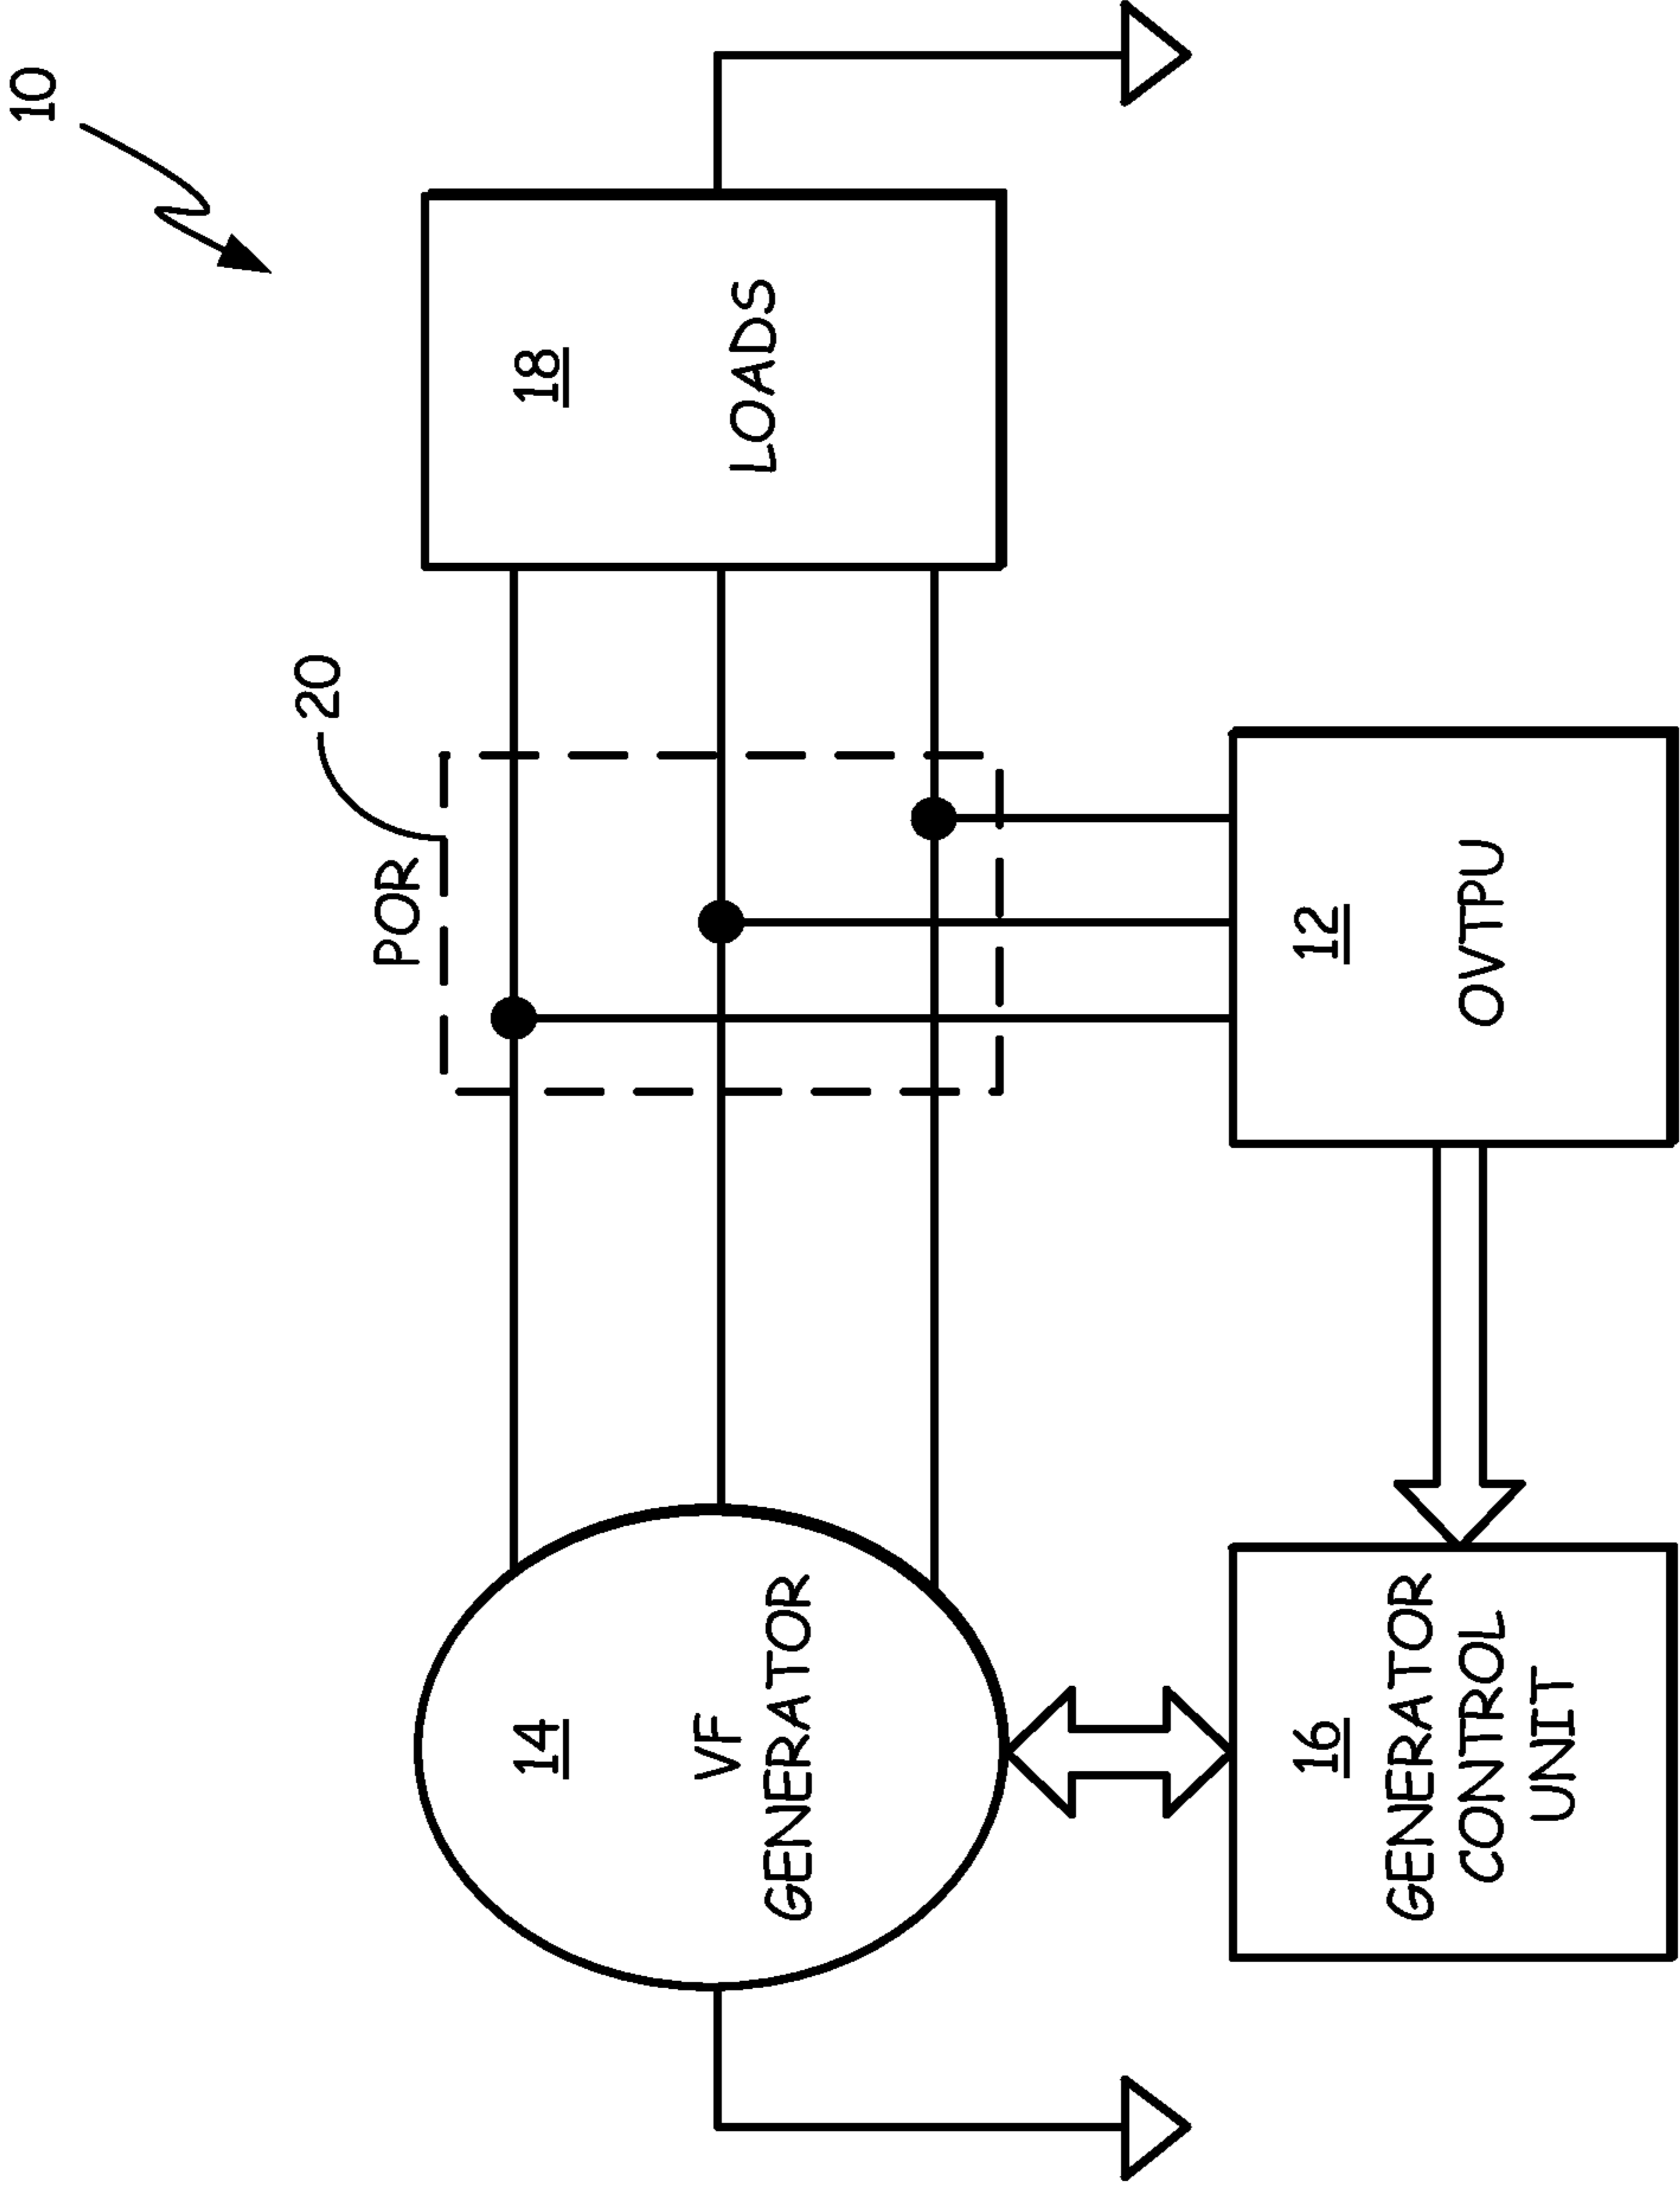 10
20
POR
14
VF
GENERATOR
18
LOADS
16
GENERATOR
CONTROL
UNIT
12
OVTPU